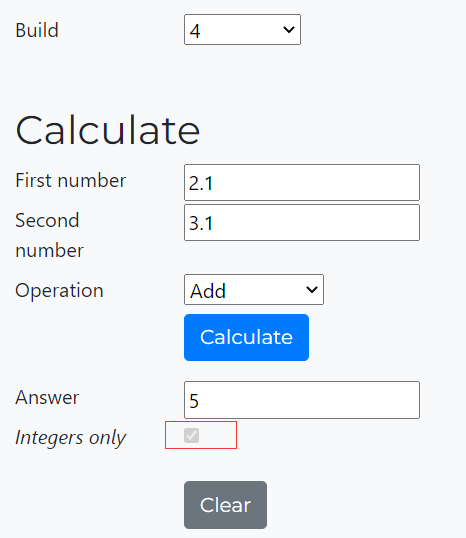 Build 4
Calculate
First number 2.1
Second 3.1
number
Operation Add
Calculate
Answer 5
Integers only
Clear